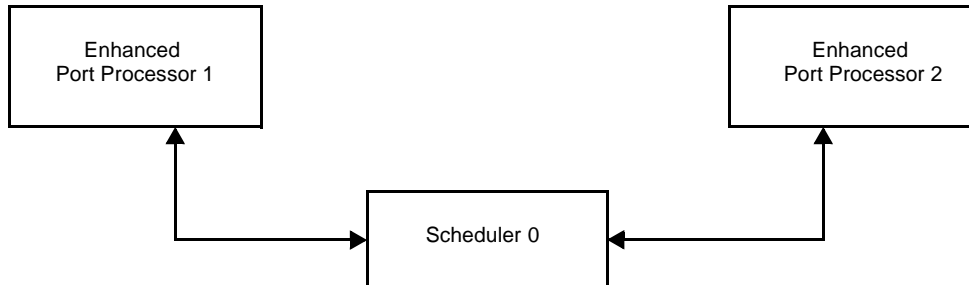 Enhanced
Port Processor 1
Enhanced
Port Processor 2
Scheduler 0